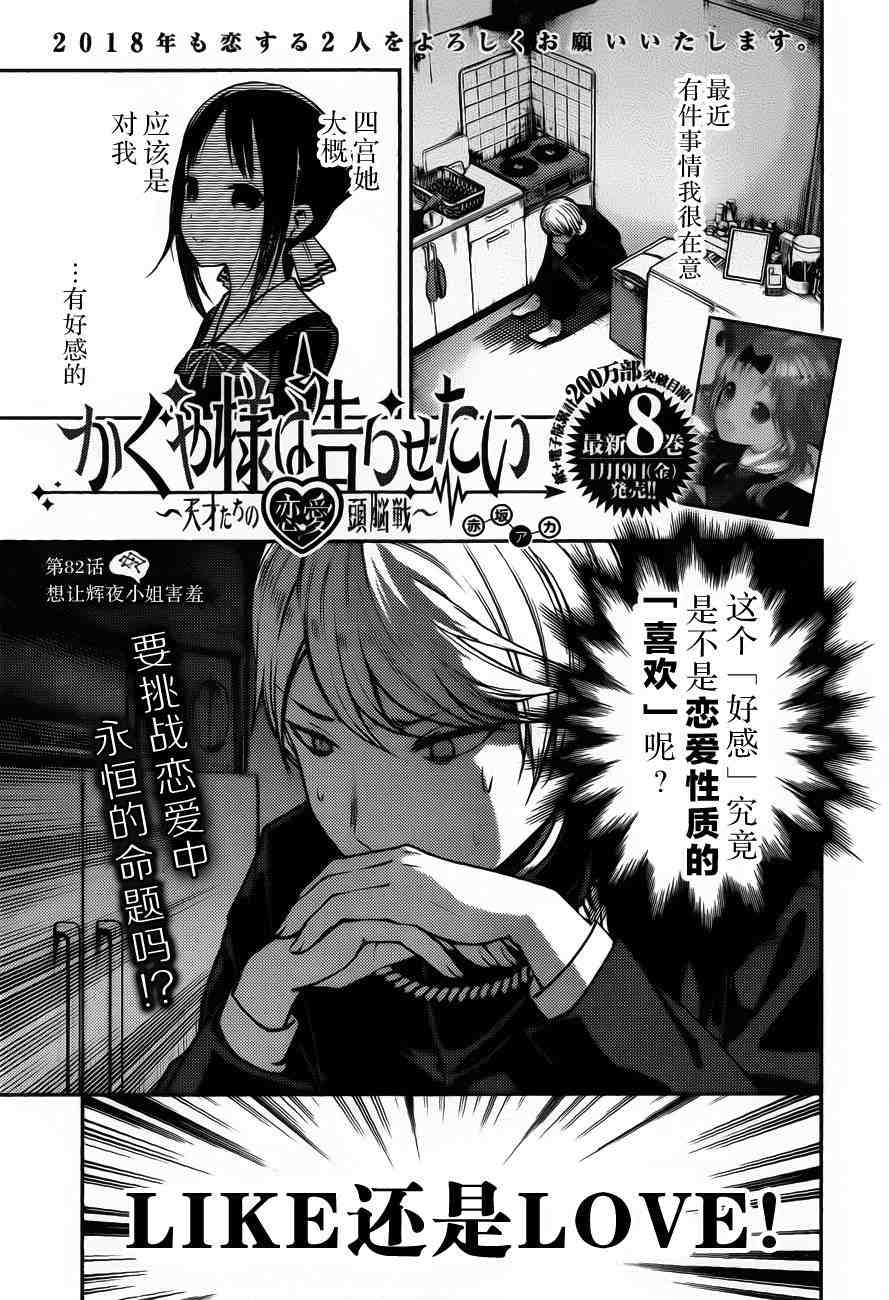 2018年も恋する2人をよろしくお願いいたします。
最近
有件事情我很在意
四宫她
大概
应该是
对我
…有好感的
かぐや様は告らせたい
～天才たちの恋愛頭脳戦～
赤坂アカ
200万部突破目前!
最新8巻
1月19日(金)
発売!!
第82话
想让辉夜小姐害羞
这个「好感」究竟
是不是恋爱性质的
「喜欢」呢？
要挑战恋爱中
永恒的命题吗!?
LIKE还是LOVE!